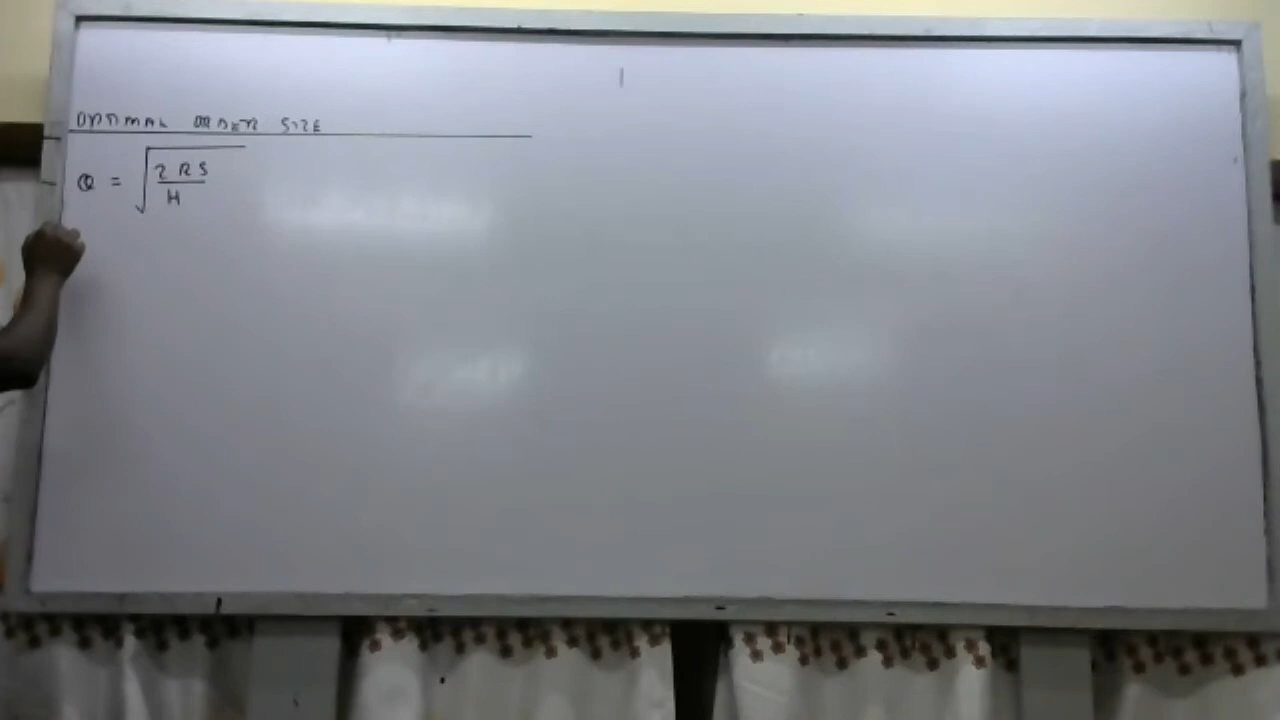 OPTIMAL ORDER SIZE
Q = √(2RS/H)